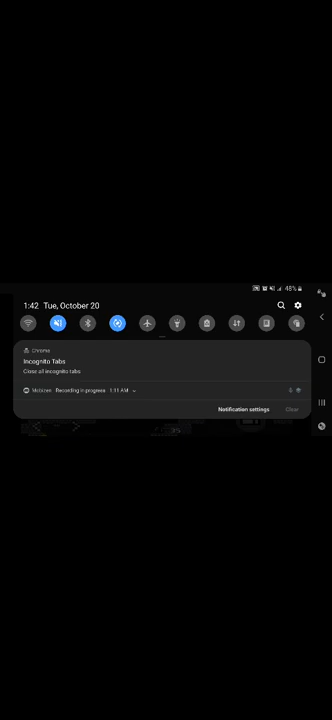 48%
1:42 Tue, October 20
Chrome
Incognito Tabs
Close all incognito tabs
Mobizen Recording in progress 1:11 AM
Notification settings Clear